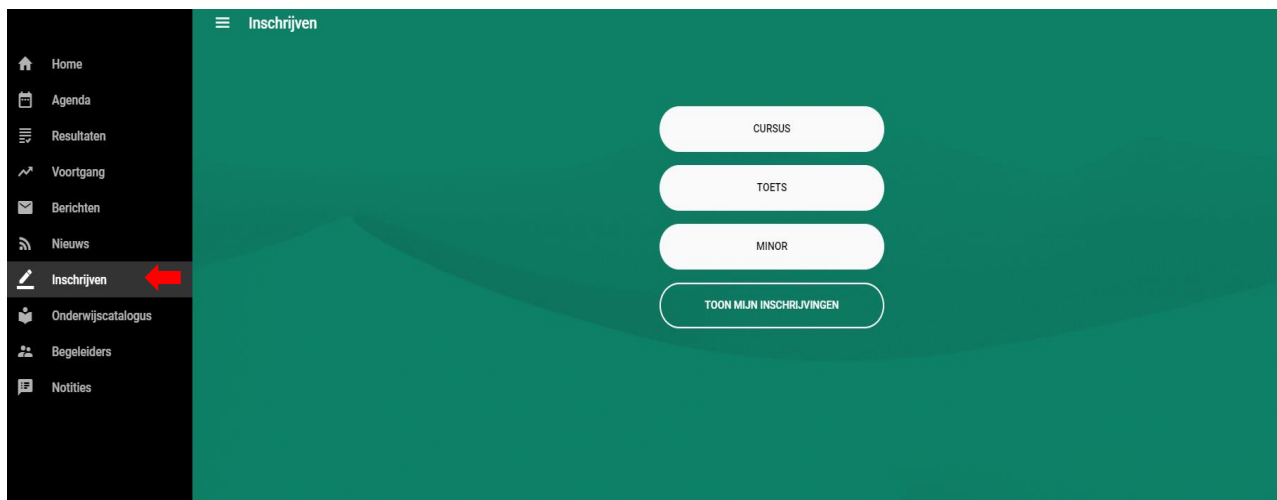 Inschrijven
Home
Agenda
Resultaten
Voortgang
Berichten
Nieuws
Inschrijven
Onderwijscatalogus
Begeleiders
Notities
CURSUS
TOETS
MINOR
TOON MIJN INSCHRIJVINGEN